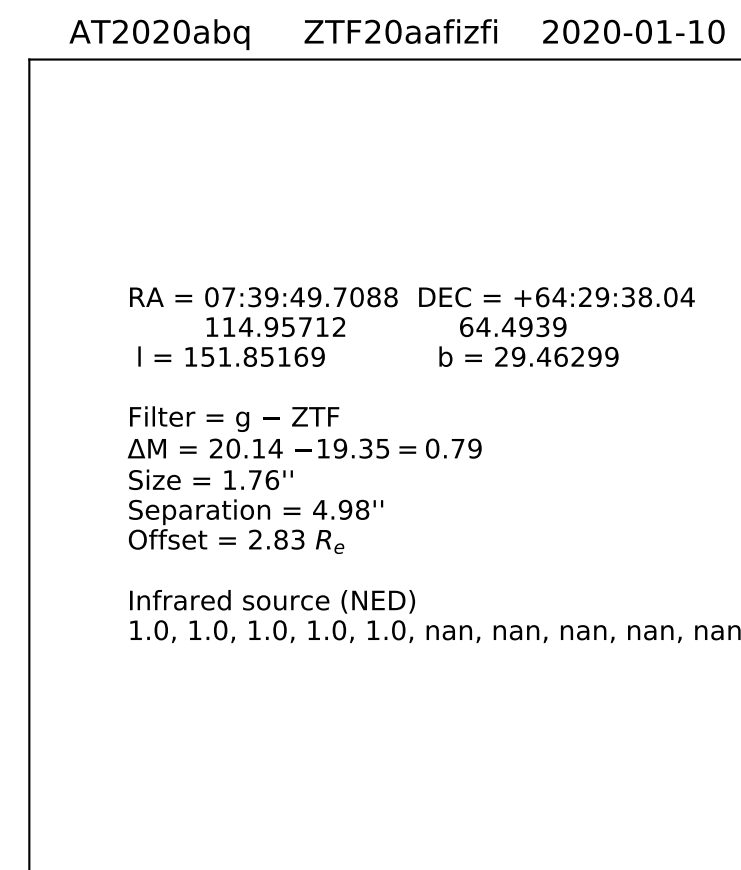 AT2020abq ZTF20aafizfi 2020-01-10
RA = 07:39:49.7088 DEC = +64:29:38.04
114.95712 64.4939
l = 151.85169 b = 29.46299
Filter = g − ZTF
ΔM = 20.14 −19.35 = 0.79
Size = 1.76''
Separation = 4.98''
Offset = 2.83 Re
Infrared source (NED)
1.0, 1.0, 1.0, 1.0, 1.0, nan, nan, nan, nan, nan